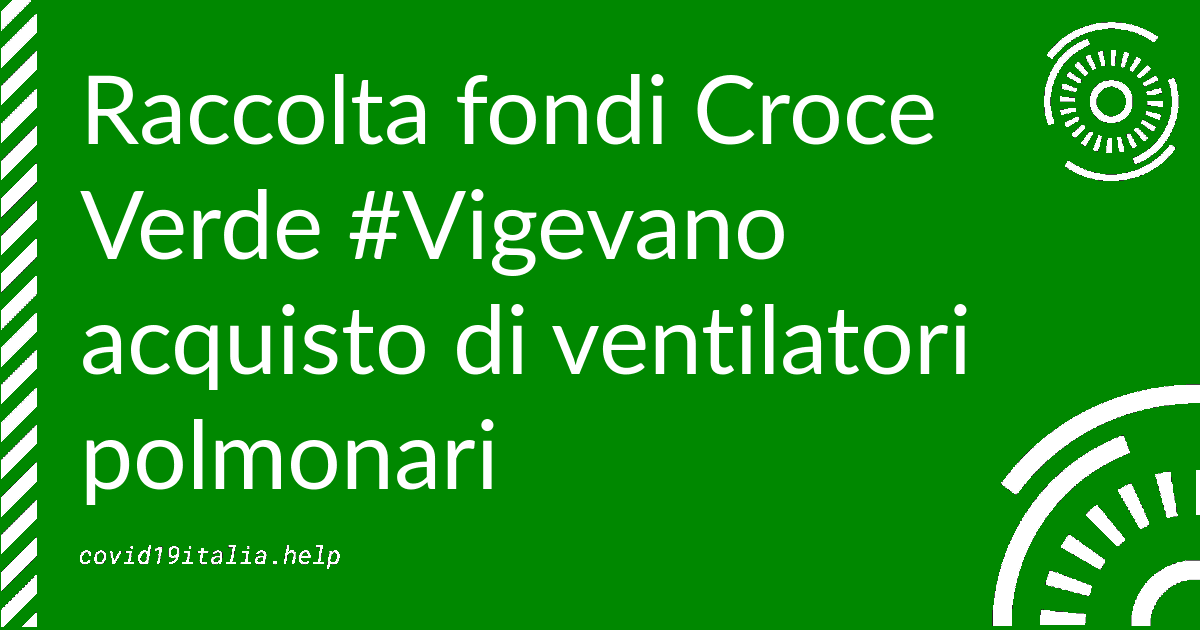 Raccolta fondi Croce
Verde #Vigevano
acquisto di ventilatori
polmonari
covid19italia.help